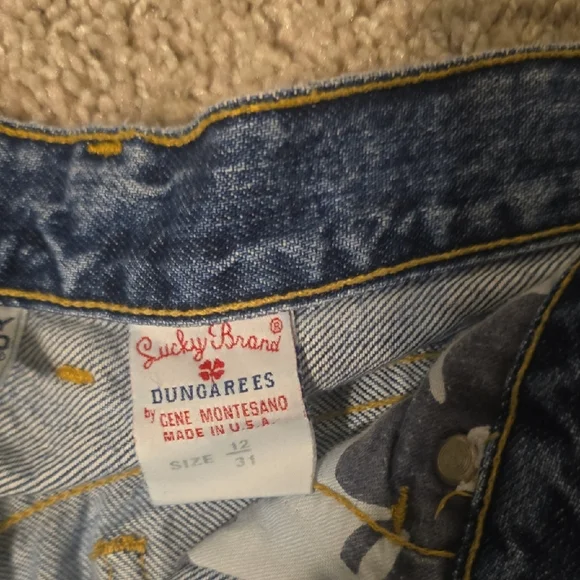 Lucky Brand®
DUNGAREES
by GENE MONTESANO
MADE IN U.S.A.
SIZE 12
31